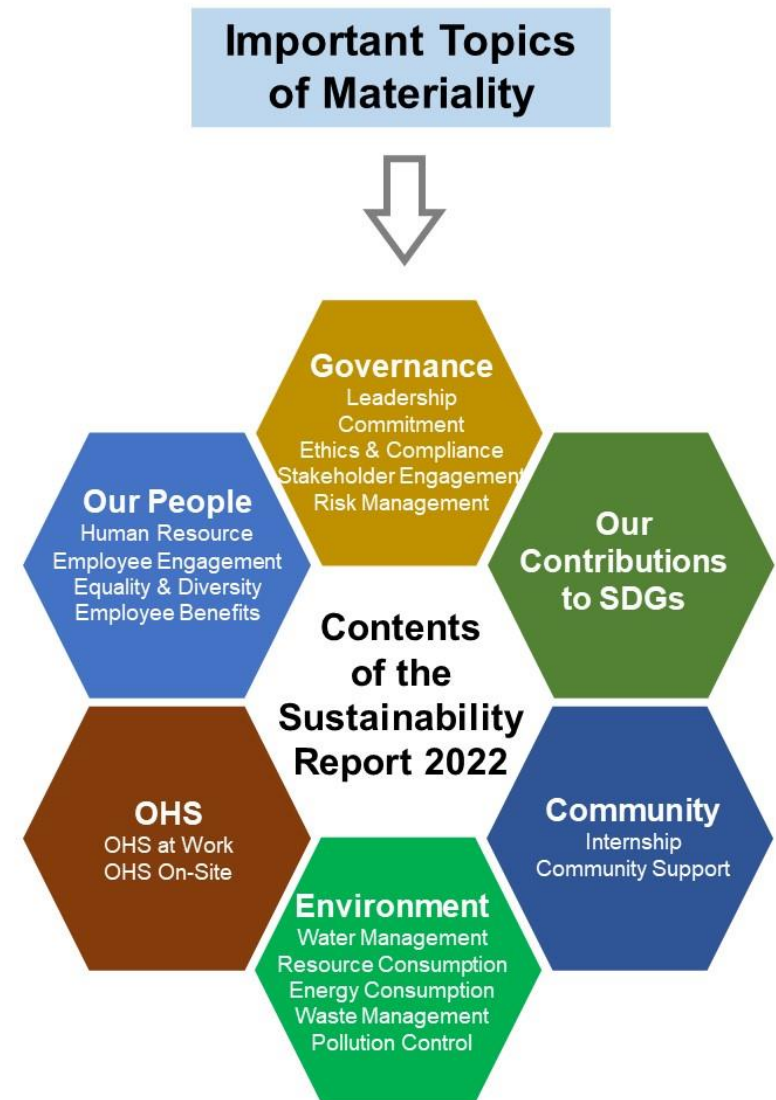 Important Topics
of Materiality
Governance
Leadership
Commitment
Ethics & Compliance
Stakeholder Engagement
Risk Management
Our People
Human Resource
Employee Engagement
Equality & Diversity
Employee Benefits
Our
Contributions
to SDGs
Contents
of the
Sustainability
Report 2022
OHS
OHS at Work
OHS On-Site
Community
Internship
Community Support
Environment
Water Management
Resource Consumption
Energy Consumption
Waste Management
Pollution Control